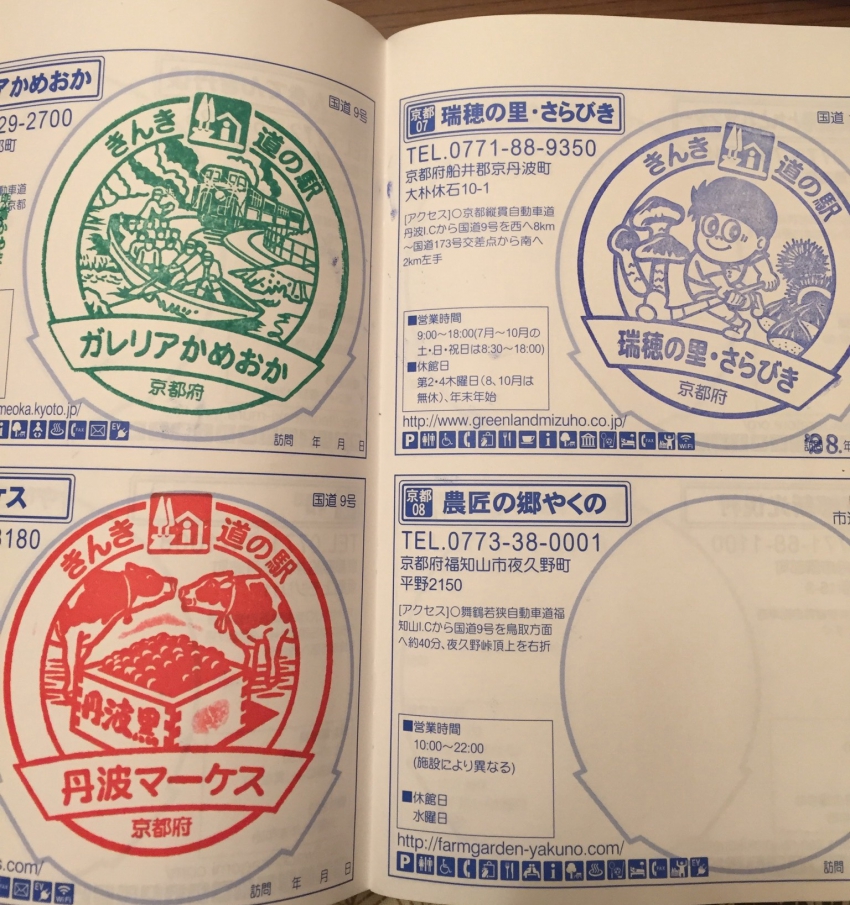 アかめおか
国道9号
29-2700
きんき 道の駅
ガレリアかめおか
京都府
meoka.kyoto.jp/
訪問 年 月 日
ケス
国道9号
3180
きんき 道の駅
丹波黒
丹波マーケス
京都府
s.com/
訪問 年 月 日
京都
07
瑞穂の里・さらびき
国道
TEL.0771-88-9350
京都府船井郡京丹波町
大朴休石10-1
[アクセス]○京都縦貫自動車道
丹波I.Cから国道9号を西へ8km
〜国道173号交差点から南へ
2km左手
■営業時間
9:00〜18:00(7月〜10月の
土・日・祝日は8:30〜18:00)
■休館日
第2・4木曜日(8、10月は
無休)、年末年始
http://www.greenlandmizuho.co.jp/
きんき 道の駅
瑞穂の里・さらびき
京都府
京都
08
農匠の郷やくの
TEL.0773-38-0001
京都府福知山市夜久野町
平野2150
[アクセス]○舞鶴若狭自動車道福
知山I.Cから国道9号を鳥取方面
へ約40分、夜久野峠頂上を右折
■営業時間
10:00〜22:00
(施設により異なる)
■休館日
水曜日
http://farmgarden-yakuno.com/
訪問